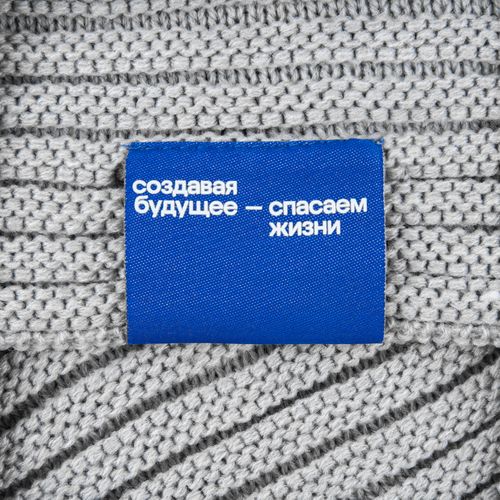 создавая
будущее — спасаем
жизни